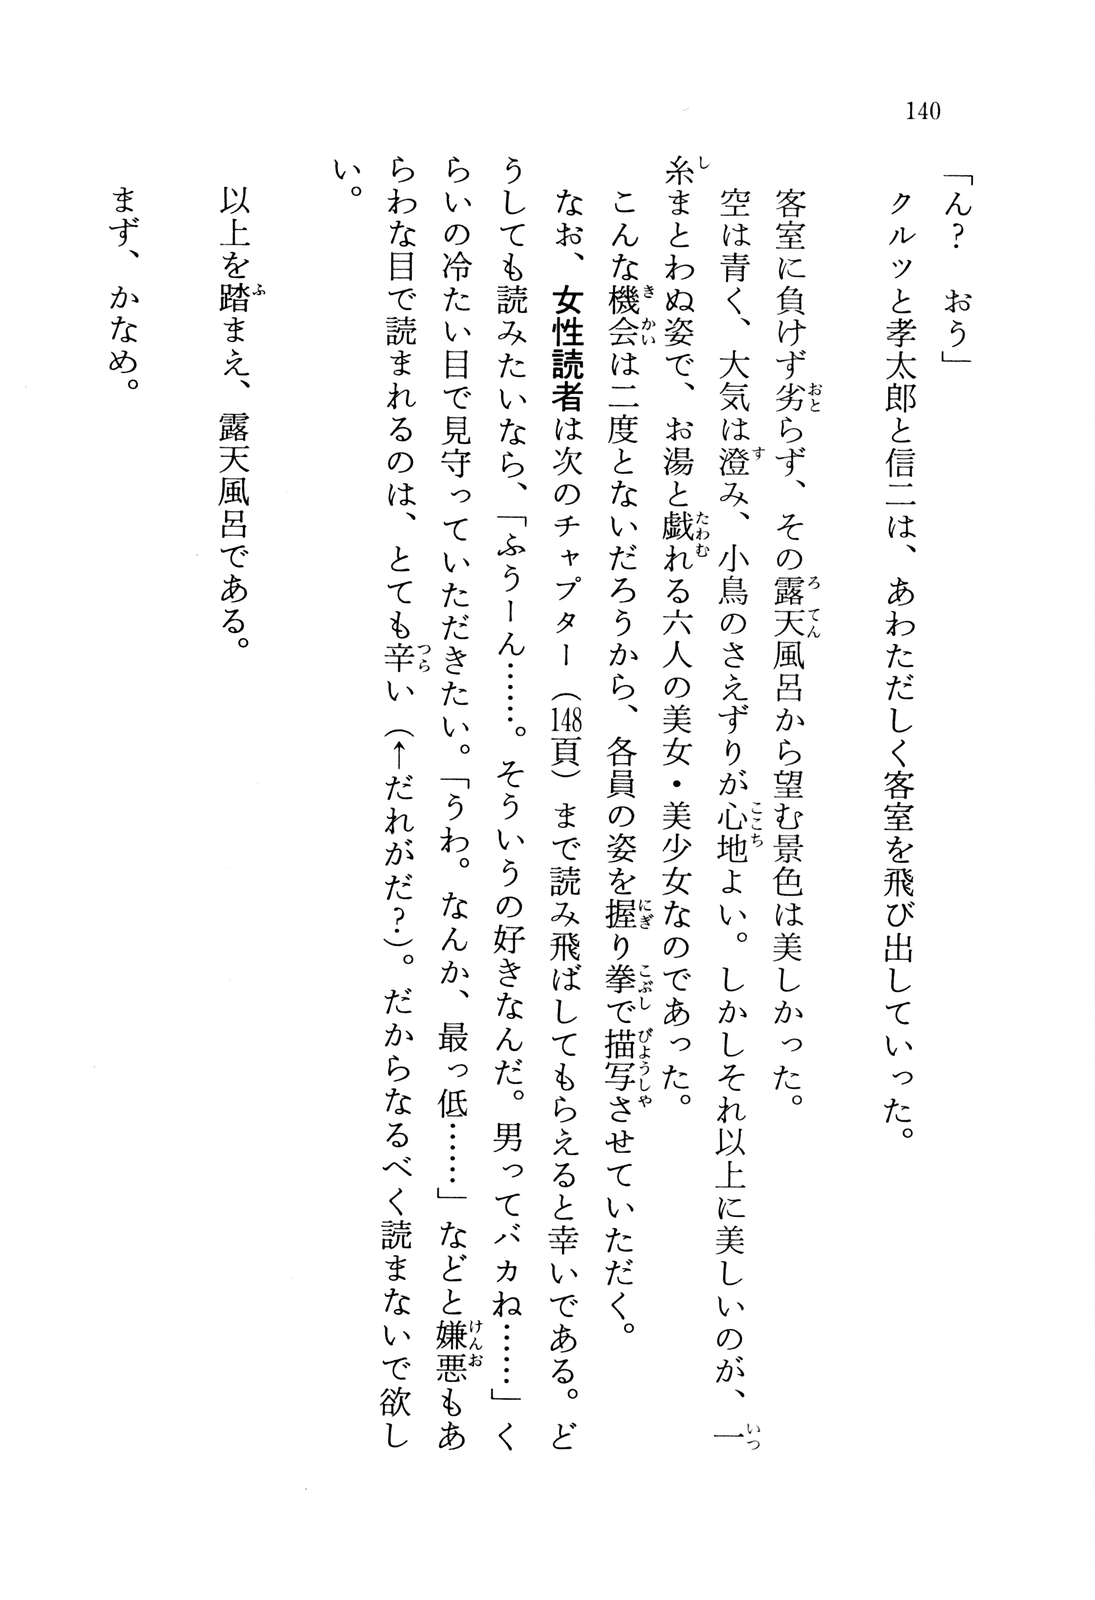 140
「ん？　おう」
クルッと孝太郎と信二は、あわただしく客室を飛び出していった。
客室に負けず劣らず、その露天風呂から望む景色は美しかった。
空は青く、大気は澄み、小鳥のさえずりが心地よい。しかしそれ以上に美しいのが、一
糸まとわぬ姿で、お湯と戯れる六人の美女・美少女なのであった。
こんな機会は二度とないだろうから、各員の姿を握り拳で描写させていただく。
なお、女性読者は次のチャプター（148頁）まで読み飛ばしてもらえると幸いである。ど
うしても読みたいなら、「ふうーん……。そういうの好きなんだ。男ってバカね……」く
らいの冷たい目で見守っていただきたい。「うわ。なんか、最っ低……」などと嫌悪もあ
らわな目で読まれるのは、とても辛い（↑だれがだ？）。だからなるべく読まないで欲し
い。
以上を踏まえ、露天風呂である。
まず、かなめ。